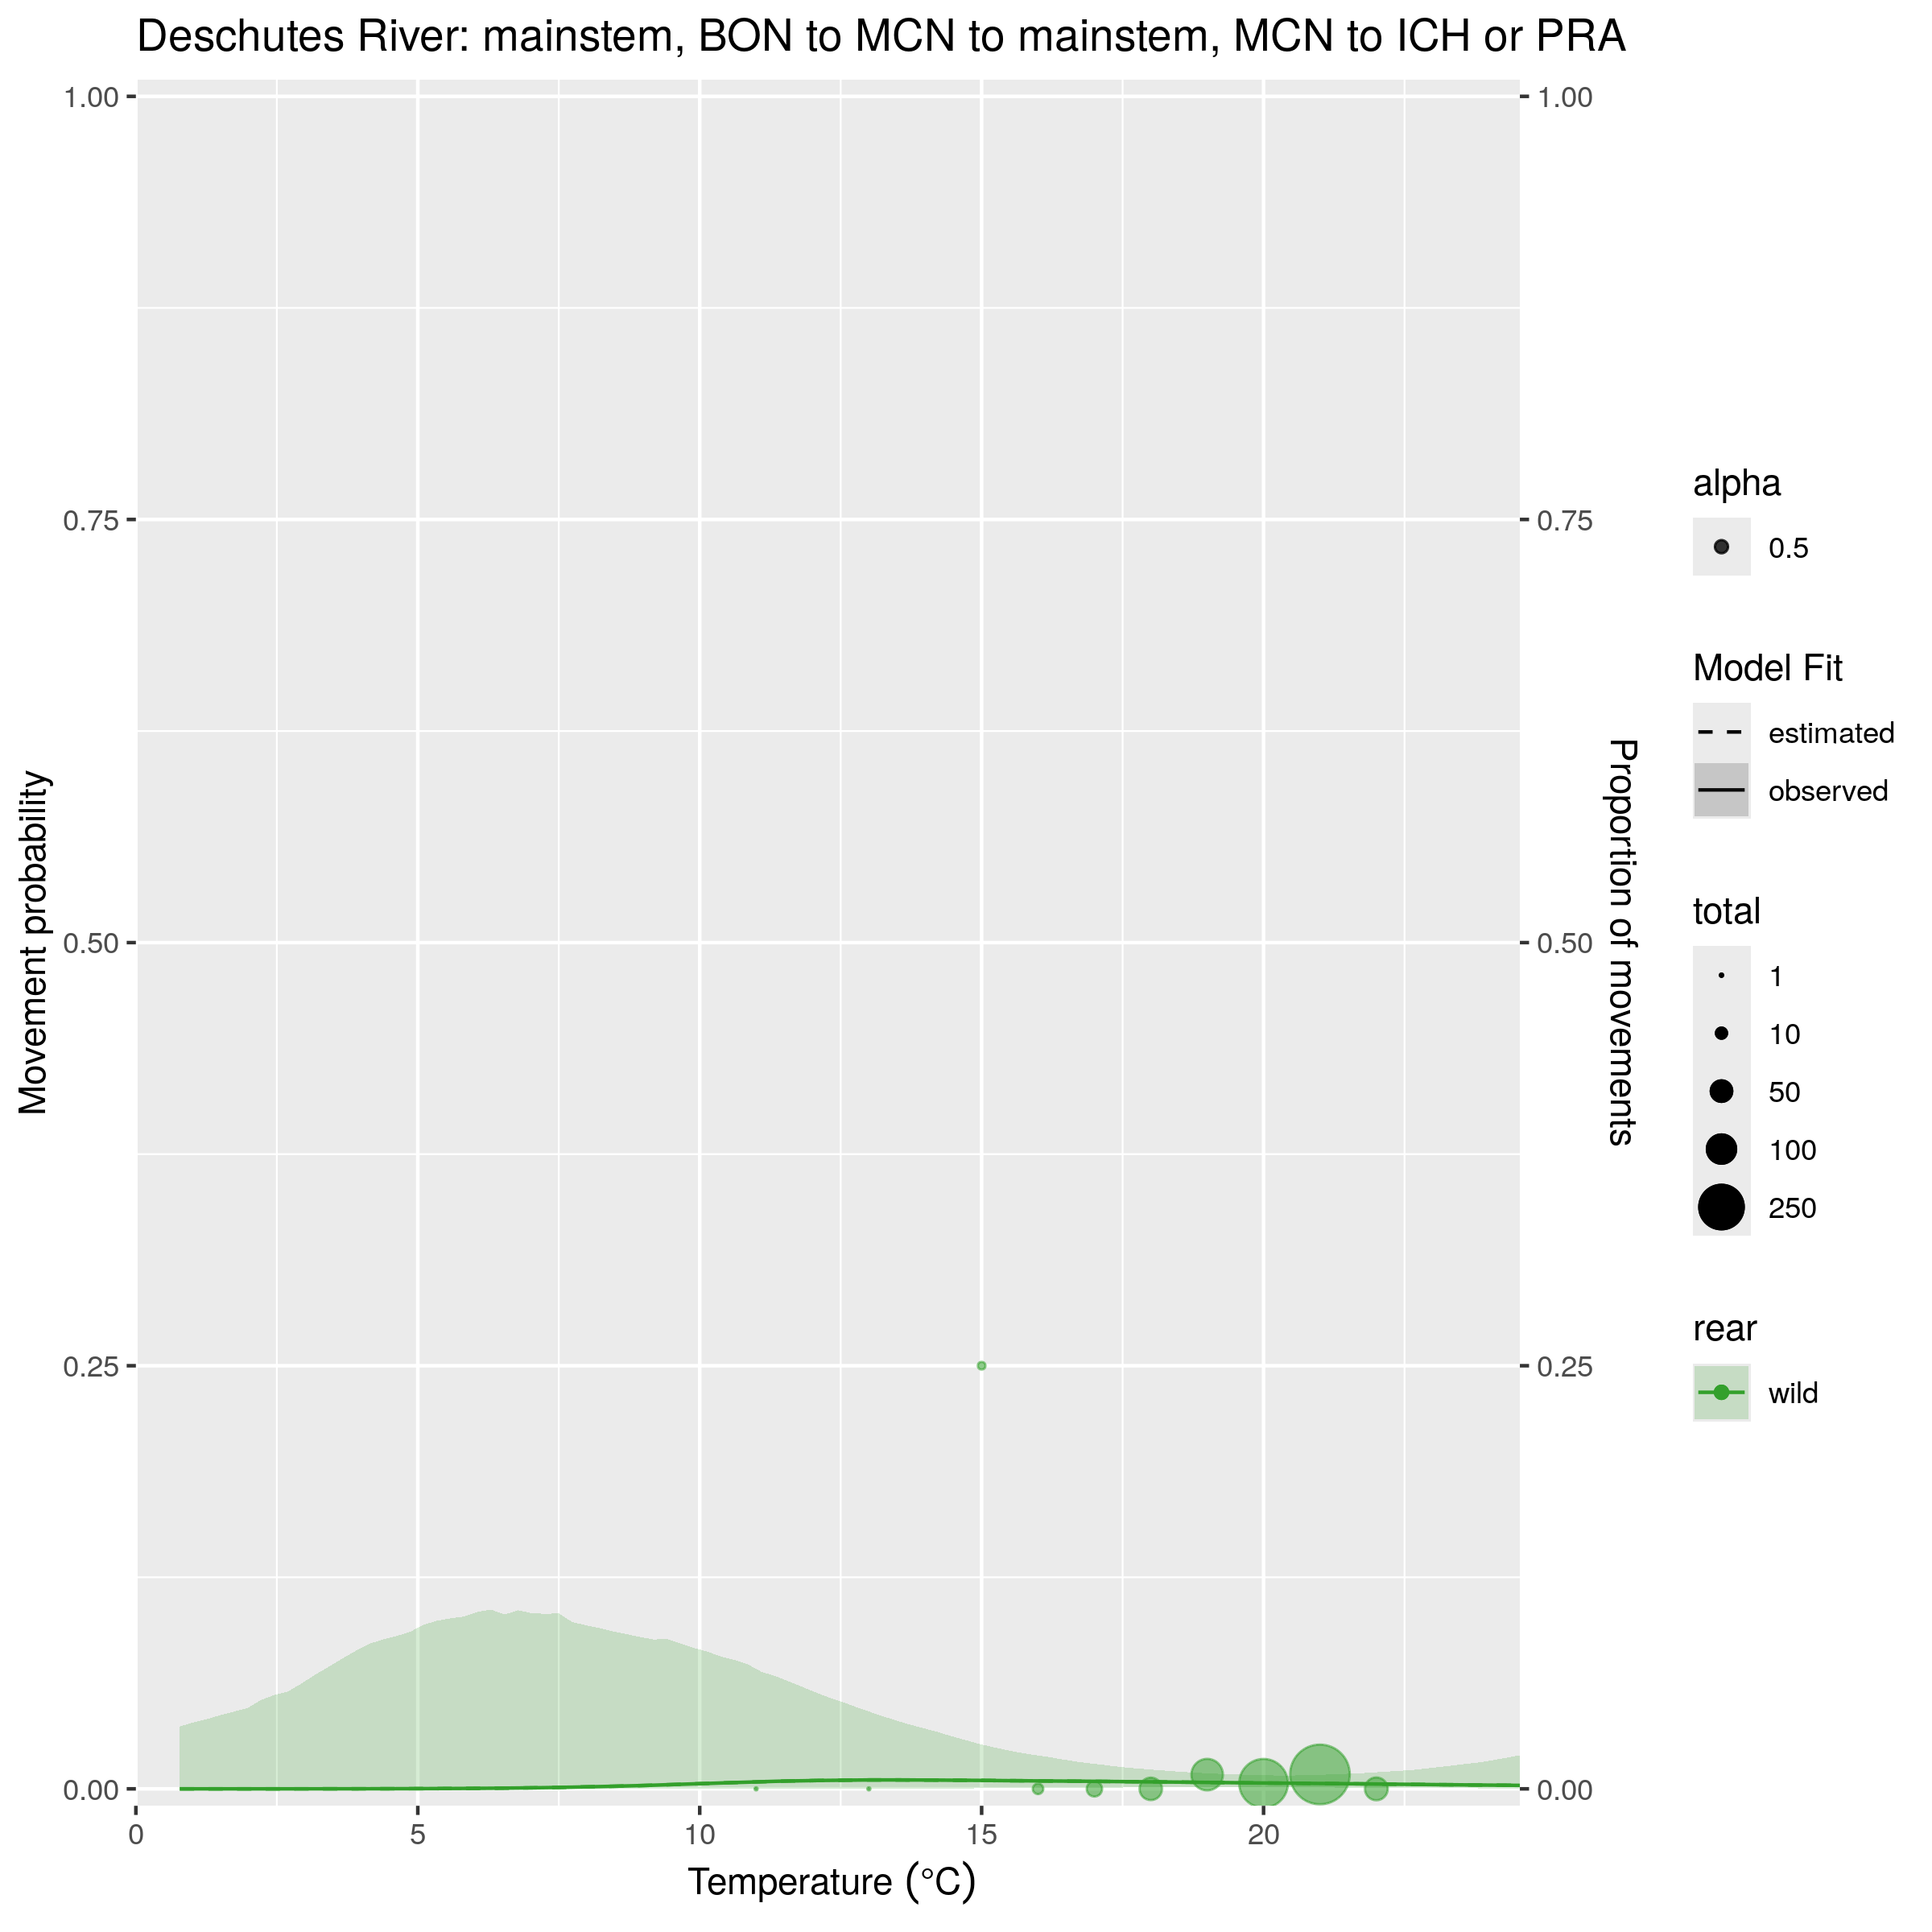 Deschutes River: mainstem, BON to MCN to mainstem, MCN to ICH or PRA
Movement probability
1.00
0.75
0.50
0.25
0.00
0
5
10
15
20
Temperature (°C)
1.00
0.75
0.50
0.25
0.00
Proportion of movements
alpha
0.5
Model Fit
estimated
observed
total
1
10
50
100
250
rear
wild